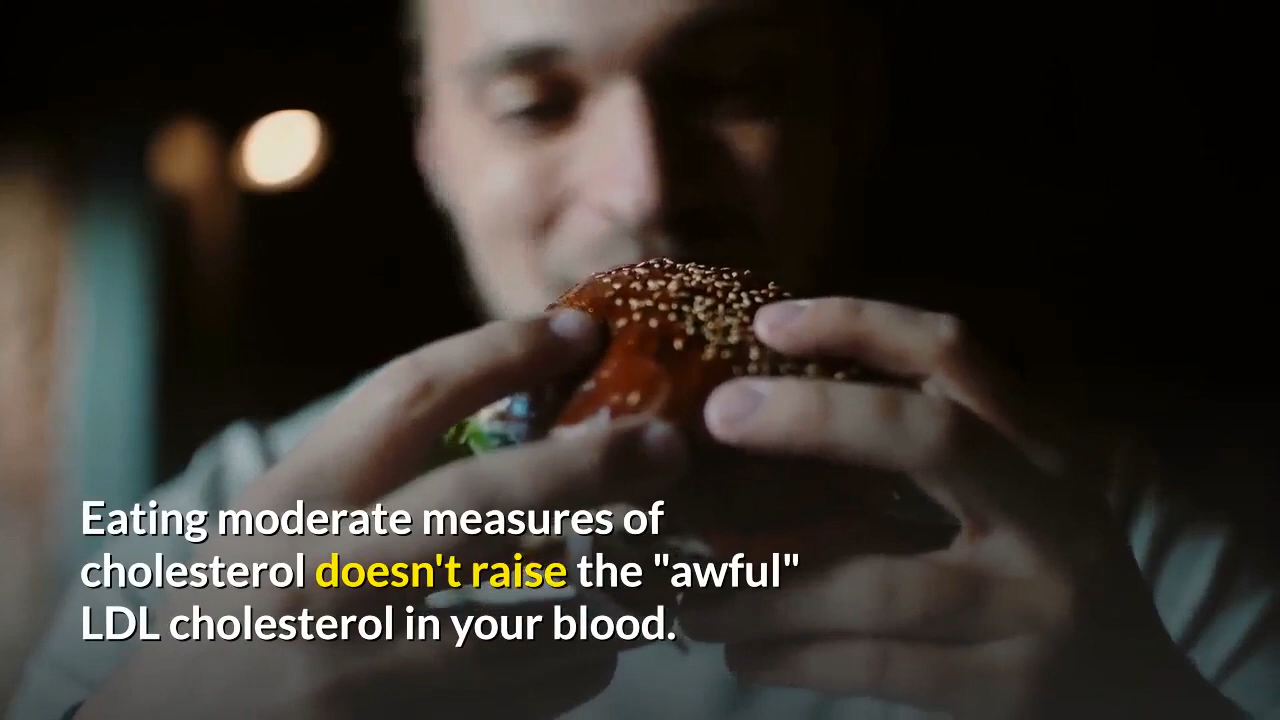 Eating moderate measures of
cholesterol doesn't raise the "awful"
LDL cholesterol in your blood.